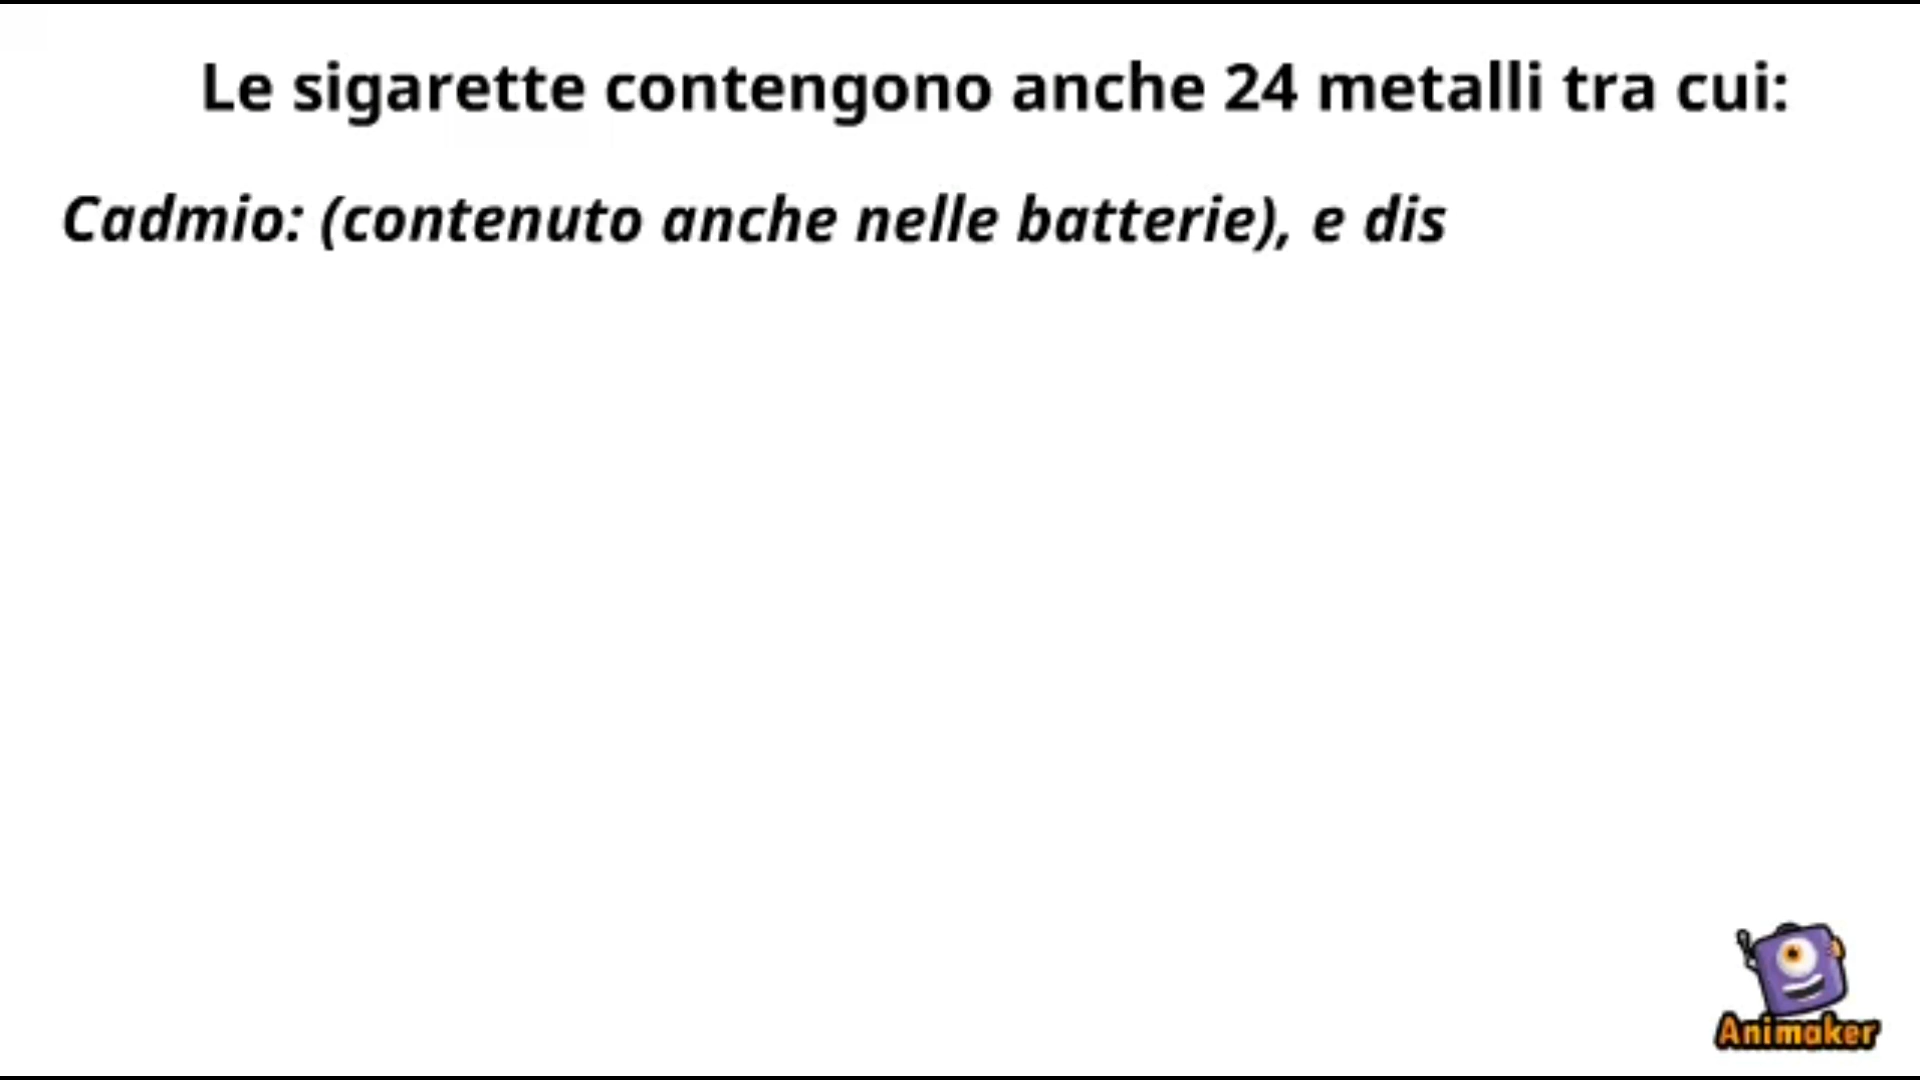 Le sigarette contengono anche 24 metalli tra cui:
Cadmio: (contenuto anche nelle batterie), e dis
Animaker